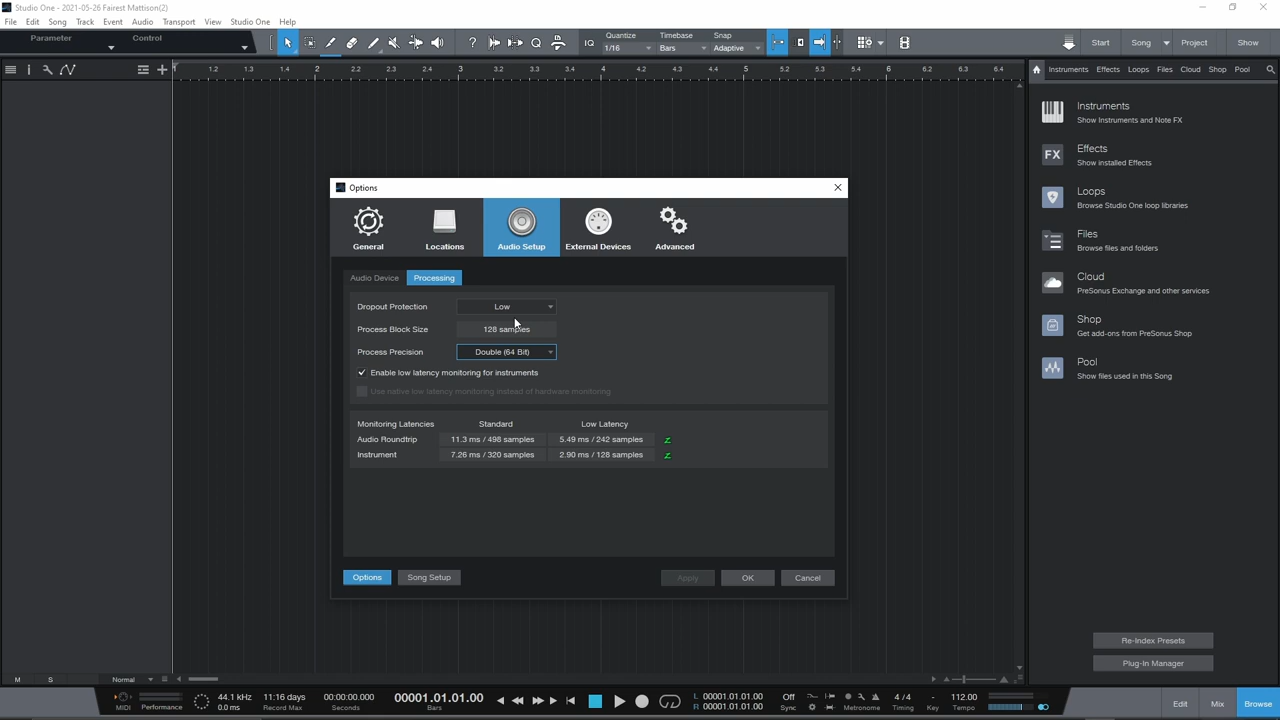 Studio One - 2021-05-26 Fairest Mattison(2)
File Edit Song Track Event Audio Transport View Studio One Help
Parameter Control
? Q IQ Quantize 1/16 Timebase Bars Snap Adaptive
Start Song Project Show
1.2 1.3 1.4 2 2.2 2.3 2.4 3 3.2 3.3 3.4 4 4.2 4.3 4.4 5 5.2 5.3 5.4 6 6.2 6.3 6.4
Instruments Effects Loops Files Cloud Shop Pool
Instruments
Show Instruments and Note FX
FX Effects
Show installed Effects
Loops
Browse Studio One loop libraries
Files
Browse files and folders
Cloud
PreSonus Exchange and other services
Shop
Get add-ons from PreSonus Shop
Pool
Show files used in this Song
Options
General Locations Audio Setup External Devices Advanced
Audio Device Processing
Dropout Protection Low
Process Block Size 128 samples
Process Precision Double (64 Bit)
Enable low latency monitoring for instruments
Use native low latency monitoring instead of hardware monitoring
Monitoring Latencies Standard Low Latency
Audio Roundtrip 11.3 ms / 498 samples 5.49 ms / 242 samples Z
Instrument 7.26 ms / 320 samples 2.90 ms / 128 samples Z
Options Song Setup Apply OK Cancel
Re-Index Presets
Plug-In Manager
M S Normal
MIDI Performance
44.1 kHz
0.0 ms
11:16 days
Record Max
00:00:00.000
Seconds
00001.01.01.00
Bars
L 00001.01.01.00
R 00001.01.01.00
Off
Sync
Metronome
4 / 4
Timing
-
Key
112.00
Tempo
Edit Mix Browse